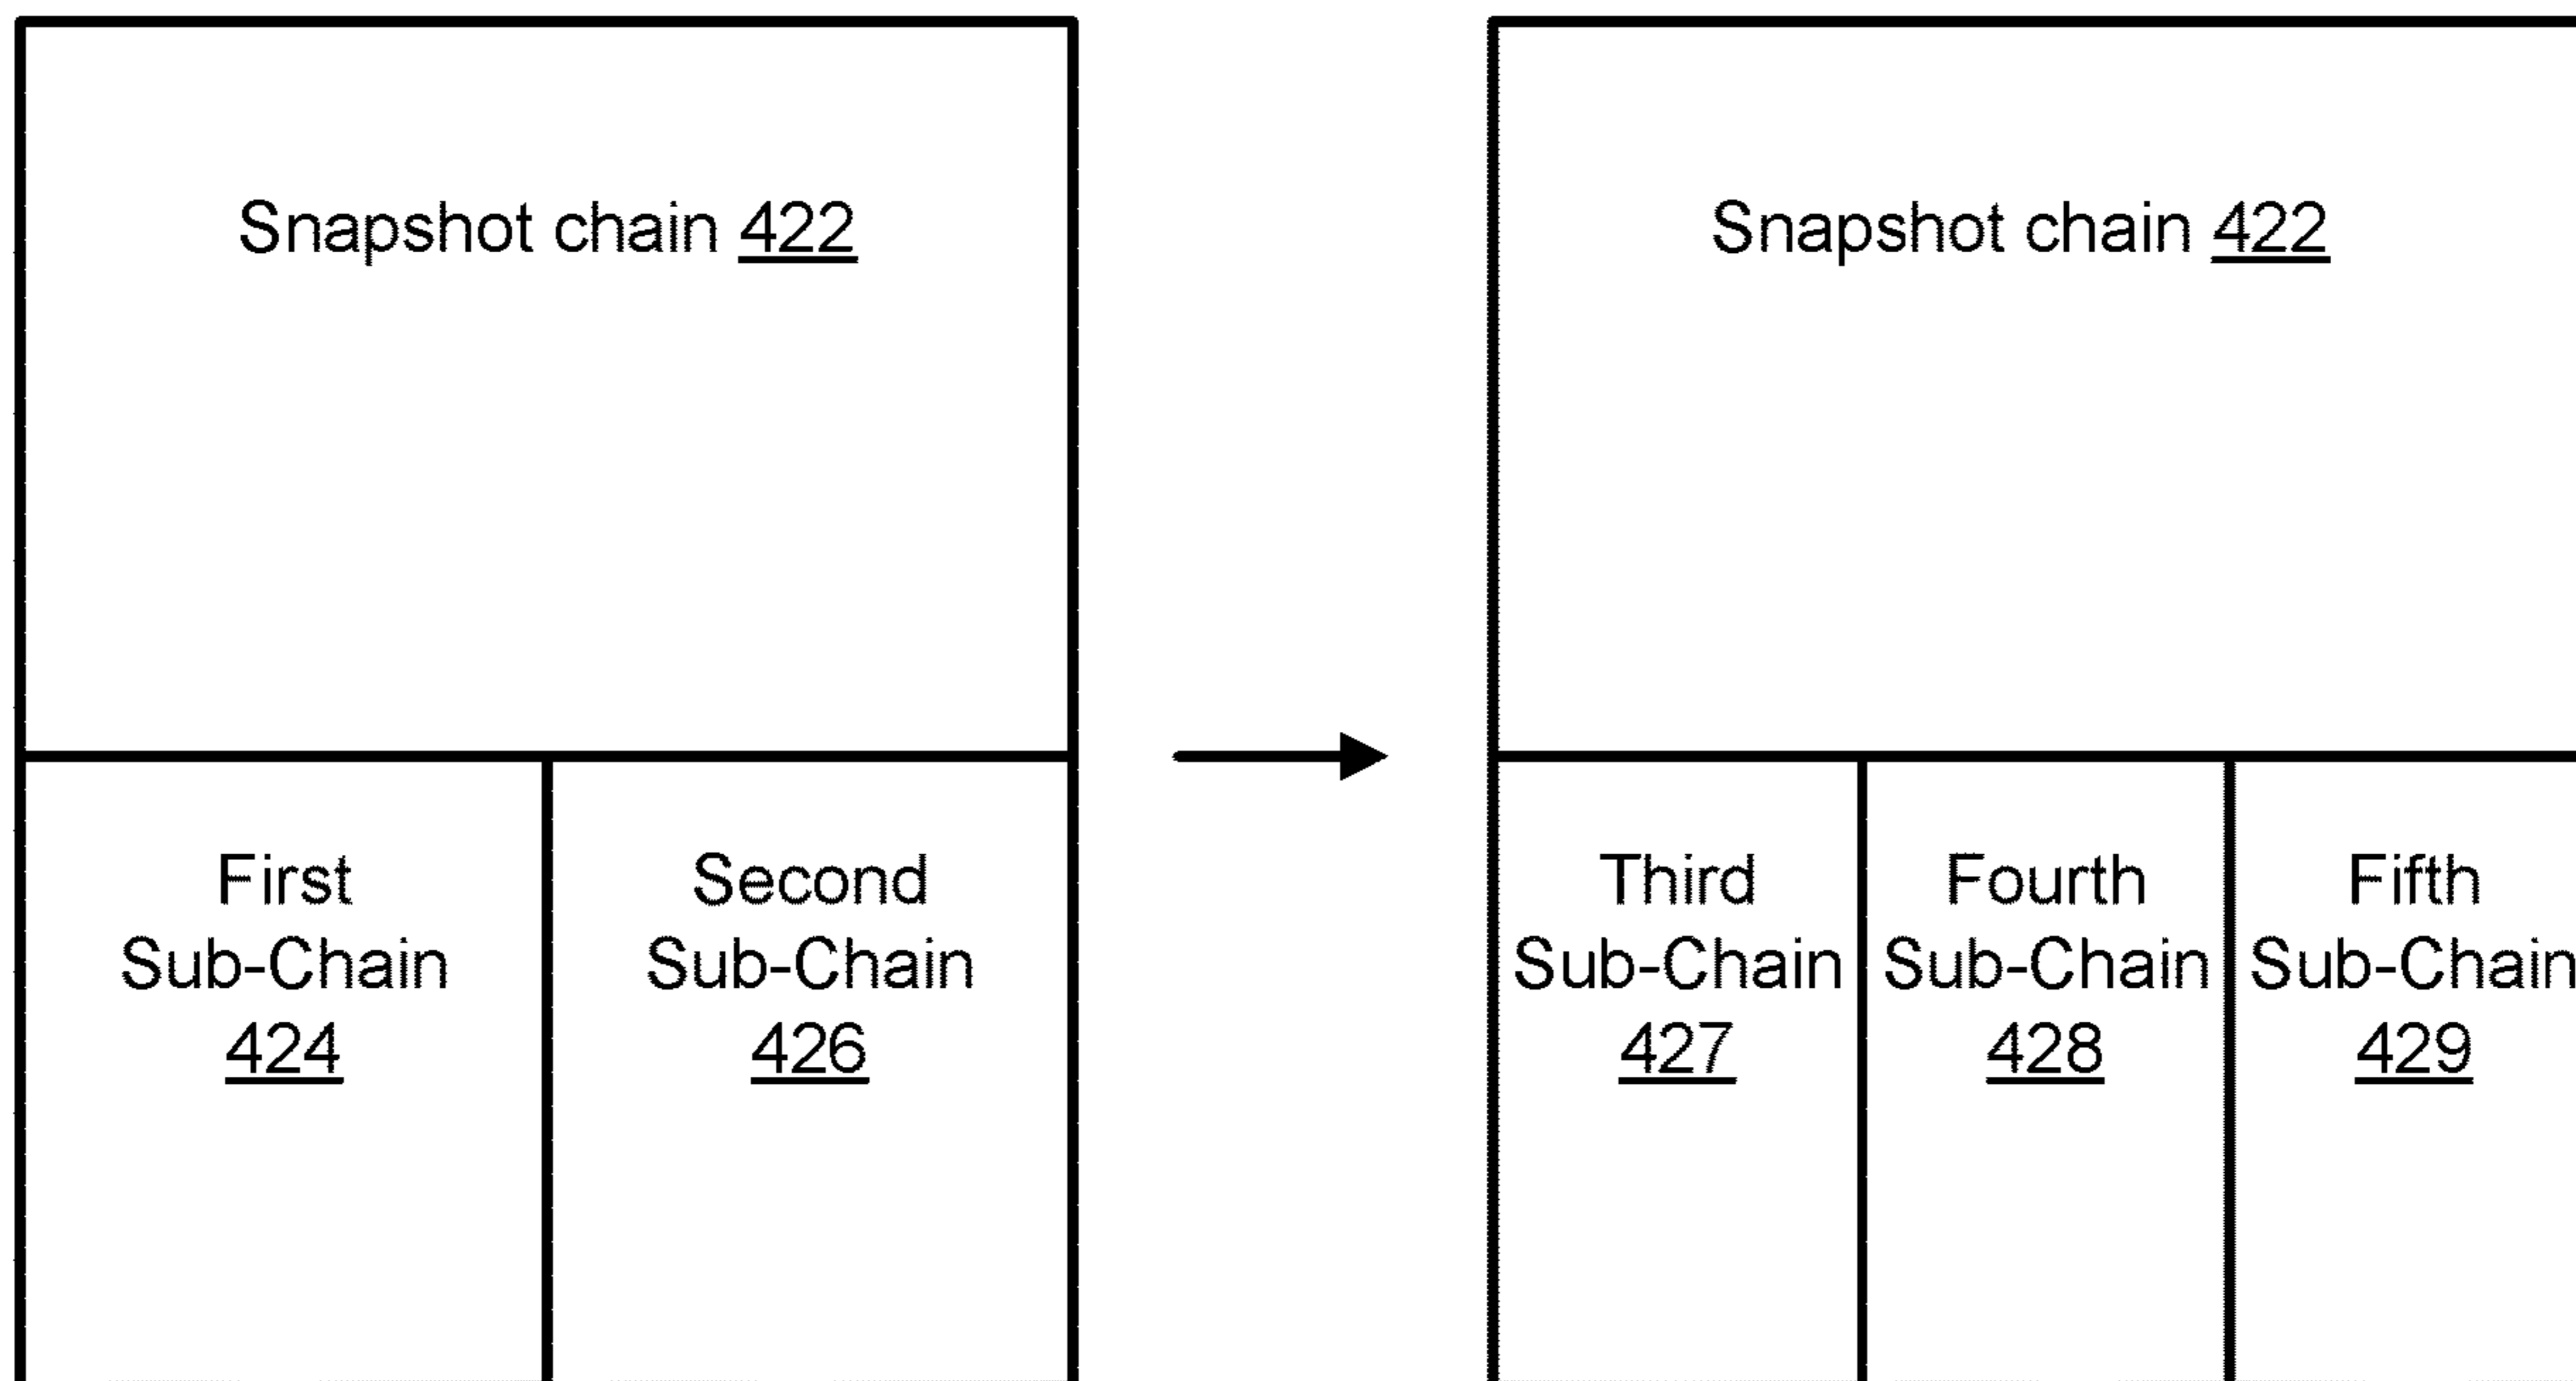 Snapshot chain 422
First
Sub-Chain
424
Second
Sub-Chain
426
Snapshot chain 422
Third
Sub-Chain
427
Fourth
Sub-Chain
428
Fifth
Sub-Chain
429